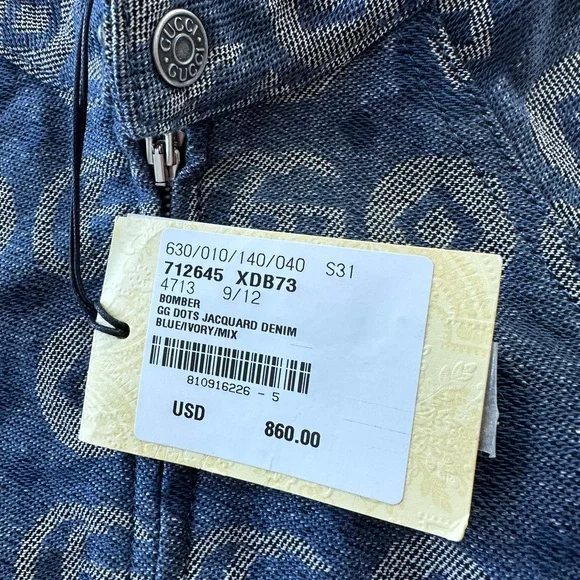 GUCCI GUCCI
630/010/140/040 S31
712645 XDB73
4713 9/12
BOMBER
GG DOTS JACQUARD DENIM
BLUE/IVORY/MIX
810916226 - 5
USD 860.00